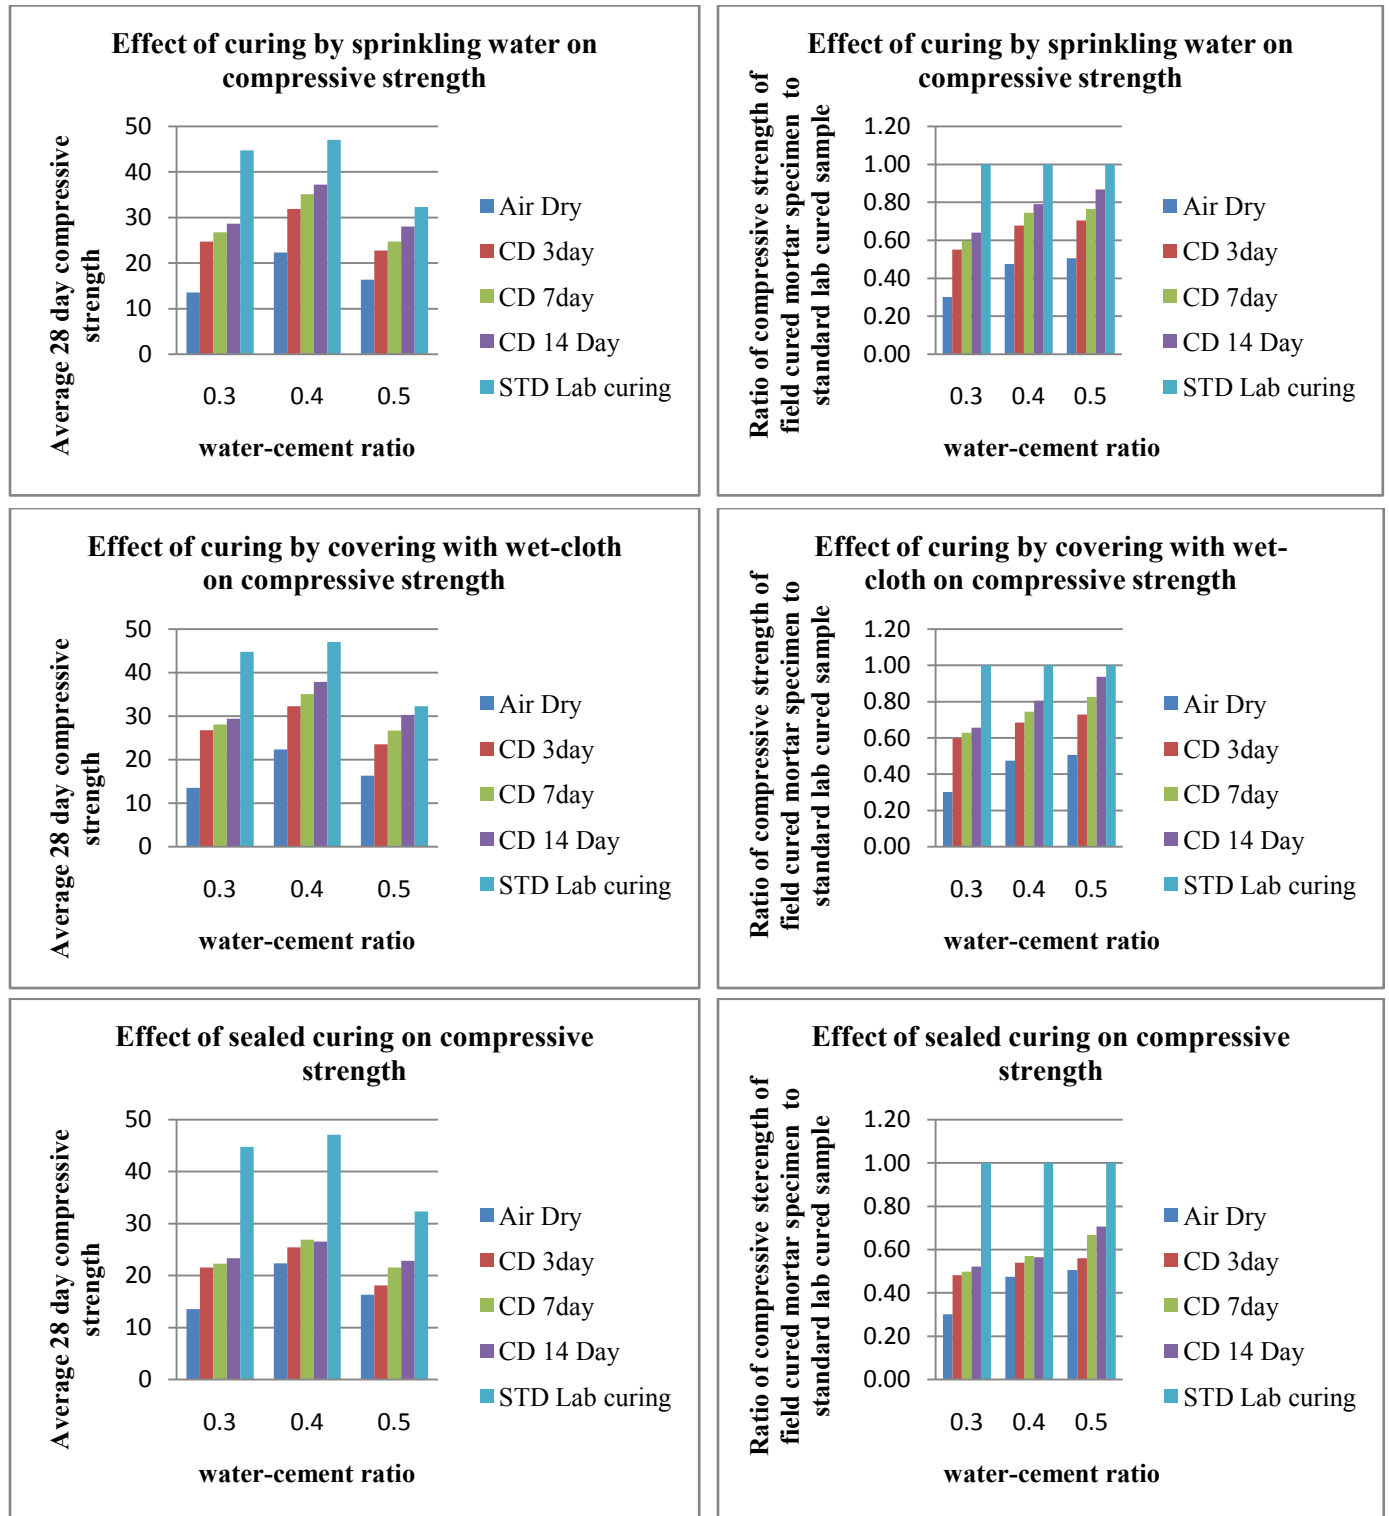 Effect of curing by sprinkling water on
compressive strength
Average 28 day compressive
strength
50
40
30
20
10
0
0.3 0.4 0.5
water-cement ratio
Air Dry
CD 3day
CD 7day
CD 14 Day
STD Lab curing
Effect of curing by sprinkling water on
compressive strength
Ratio of compressive strength of
field cured mortar specimen to
standard lab cured sample
1.20
1.00
0.80
0.60
0.40
0.20
0.00
0.3 0.4 0.5
water-cement ratio
Air Dry
CD 3day
CD 7day
CD 14 Day
STD Lab curing
Effect of curing by covering with wet-cloth
on compressive strength
Average 28 day compressive
strength
50
40
30
20
10
0
0.3 0.4 0.5
water-cement ratio
Air Dry
CD 3day
CD 7day
CD 14 Day
STD Lab curing
Effect of curing by covering with wet-
cloth on compressive strength
Ratio of compressive strength of
field cured mortar specimen to
standard lab cured sample
1.20
1.00
0.80
0.60
0.40
0.20
0.00
0.3 0.4 0.5
water-cement ratio
Air Dry
CD 3day
CD 7day
CD 14 Day
STD Lab curing
Effect of sealed curing on compressive
strength
Average 28 day compressive
strength
50
40
30
20
10
0
0.3 0.4 0.5
water-cement ratio
Air Dry
CD 3day
CD 7day
CD 14 Day
STD Lab curing
Effect of sealed curing on compressive
strength
Ratio of compressive sterength of
field cured mortar specimen to
standard lab cured sample
1.20
1.00
0.80
0.60
0.40
0.20
0.00
0.3 0.4 0.5
water-cement ratio
Air Dry
CD 3day
CD 7day
CD 14 Day
STD Lab curing